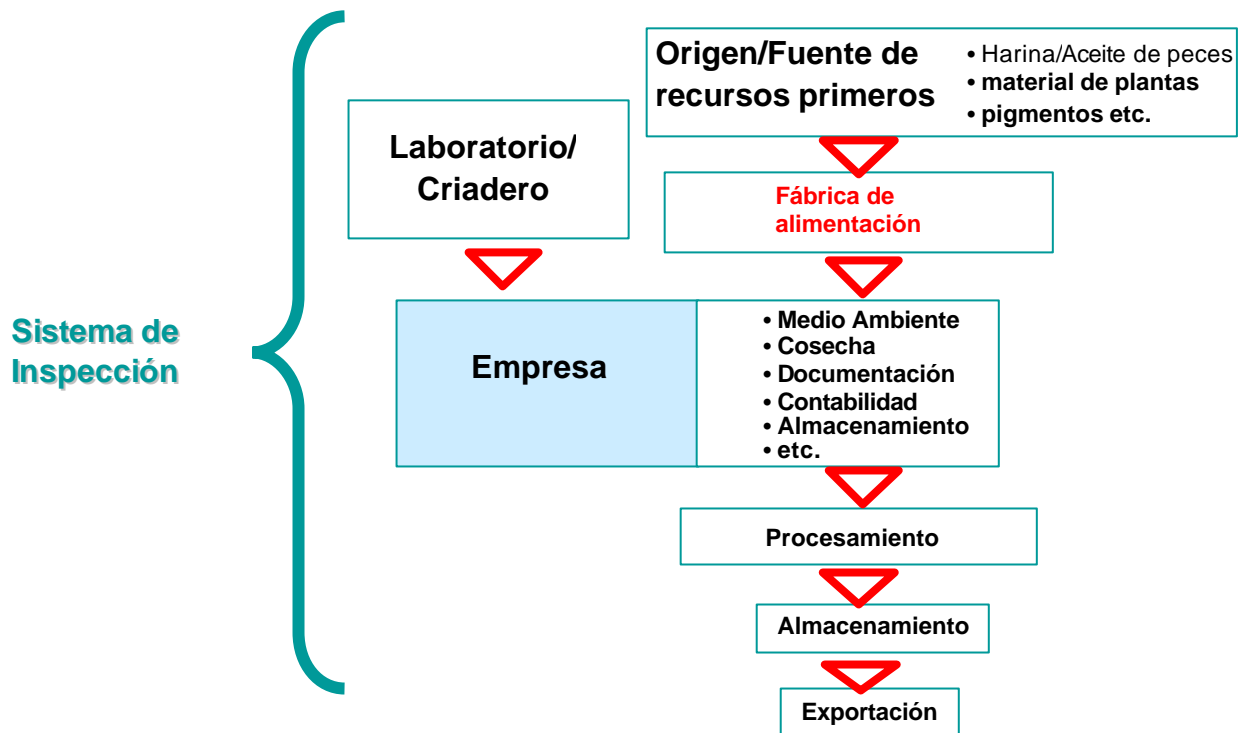 Origen/Fuente de
recursos primeros
• Harina/Aceite de peces
• material de plantas
• pigmentos etc.
Laboratorio/
Criadero
Fábrica de
alimentación
Sistema de
Inspección
Empresa
• Medio Ambiente
• Cosecha
• Documentación
• Contabilidad
• Almacenamiento
• etc.
Procesamiento
Almacenamiento
Exportación